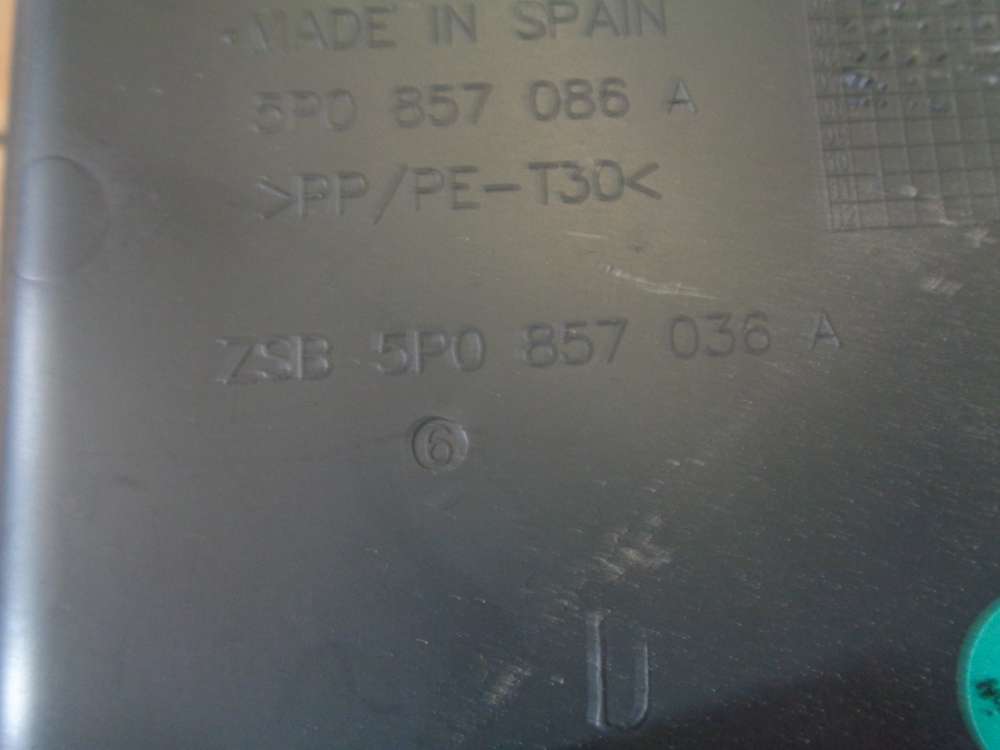 MADE IN SPAIN
5P0 857 086 A
>PP/PE-T30<
ZSB 5P0 857 036 A
6